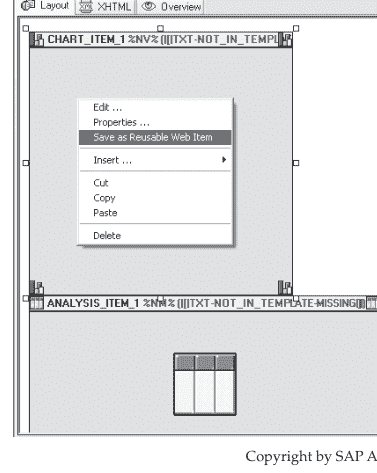 Layout XHTML Overview
CHART_ITEM_1 %NV% (|[|TXT-NOT_IN_TEMPL
Edit ...
Properties ...
Save as Reusable Web Item
Insert ...
Cut
Copy
Paste
Delete
ANALYSIS_ITEM_1 %NM% (|[|TXT-NOT_IN_TEMPLATE-MISSING|]|)
Copyright by SAP A